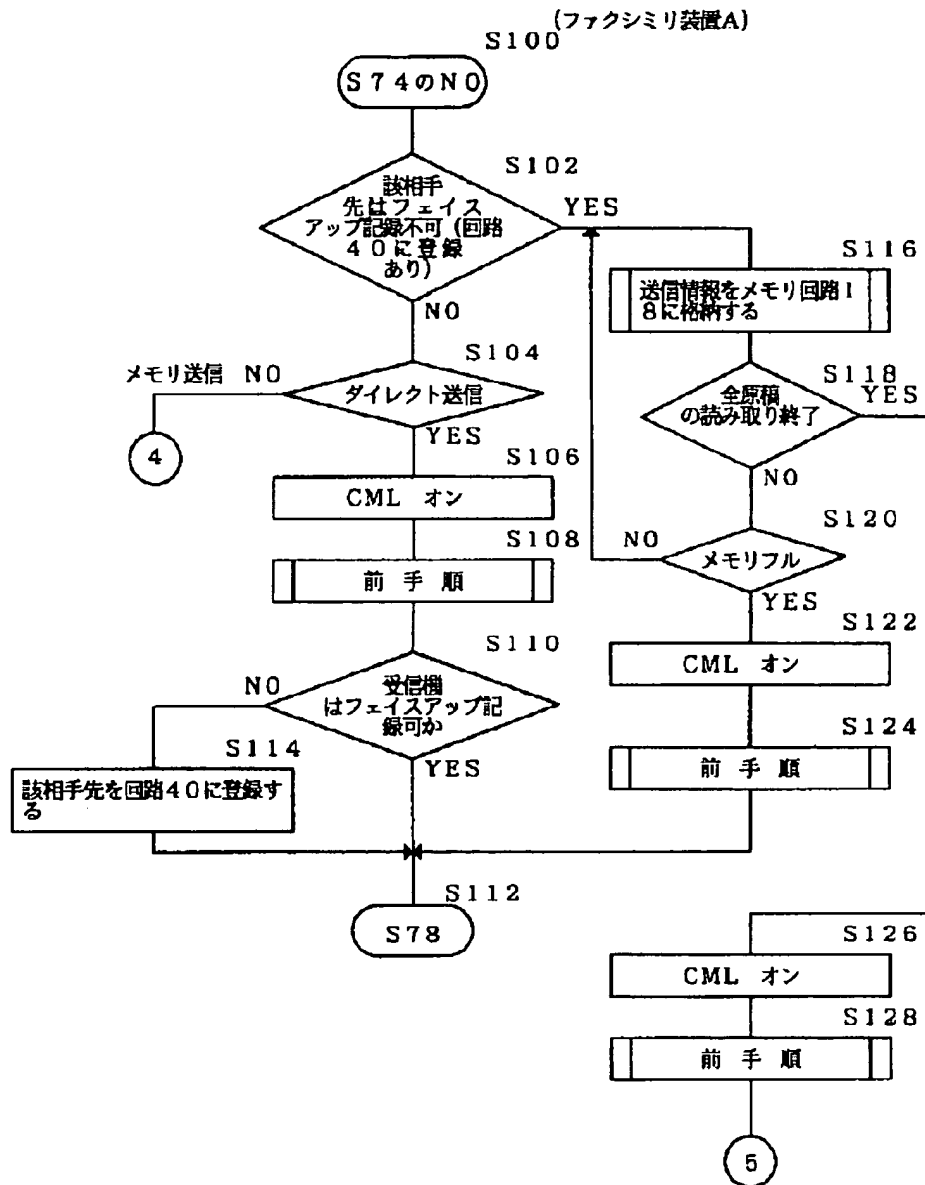 (ファクシミリ装置A)
S100
S74のNO
S102
該相手
先はフェイス
アップ記録不可(回路
40に登録
あり)
YES
NO
S116
送信情報をメモリ回路1
8に格納する
S104
メモリ送信 NO
ダイレクト送信
YES
4
S118
全原稿
の読み取り終了
YES
NO
S106
CML オン
S108
前手順
S120
NO
メモリフル
YES
S110
NO
受信機
はフェイスアップ記
録可か
YES
S122
CML オン
S124
前手順
S114
該相手先を回路40に登録す
る
S112
S78
S126
CML オン
S128
前手順
5